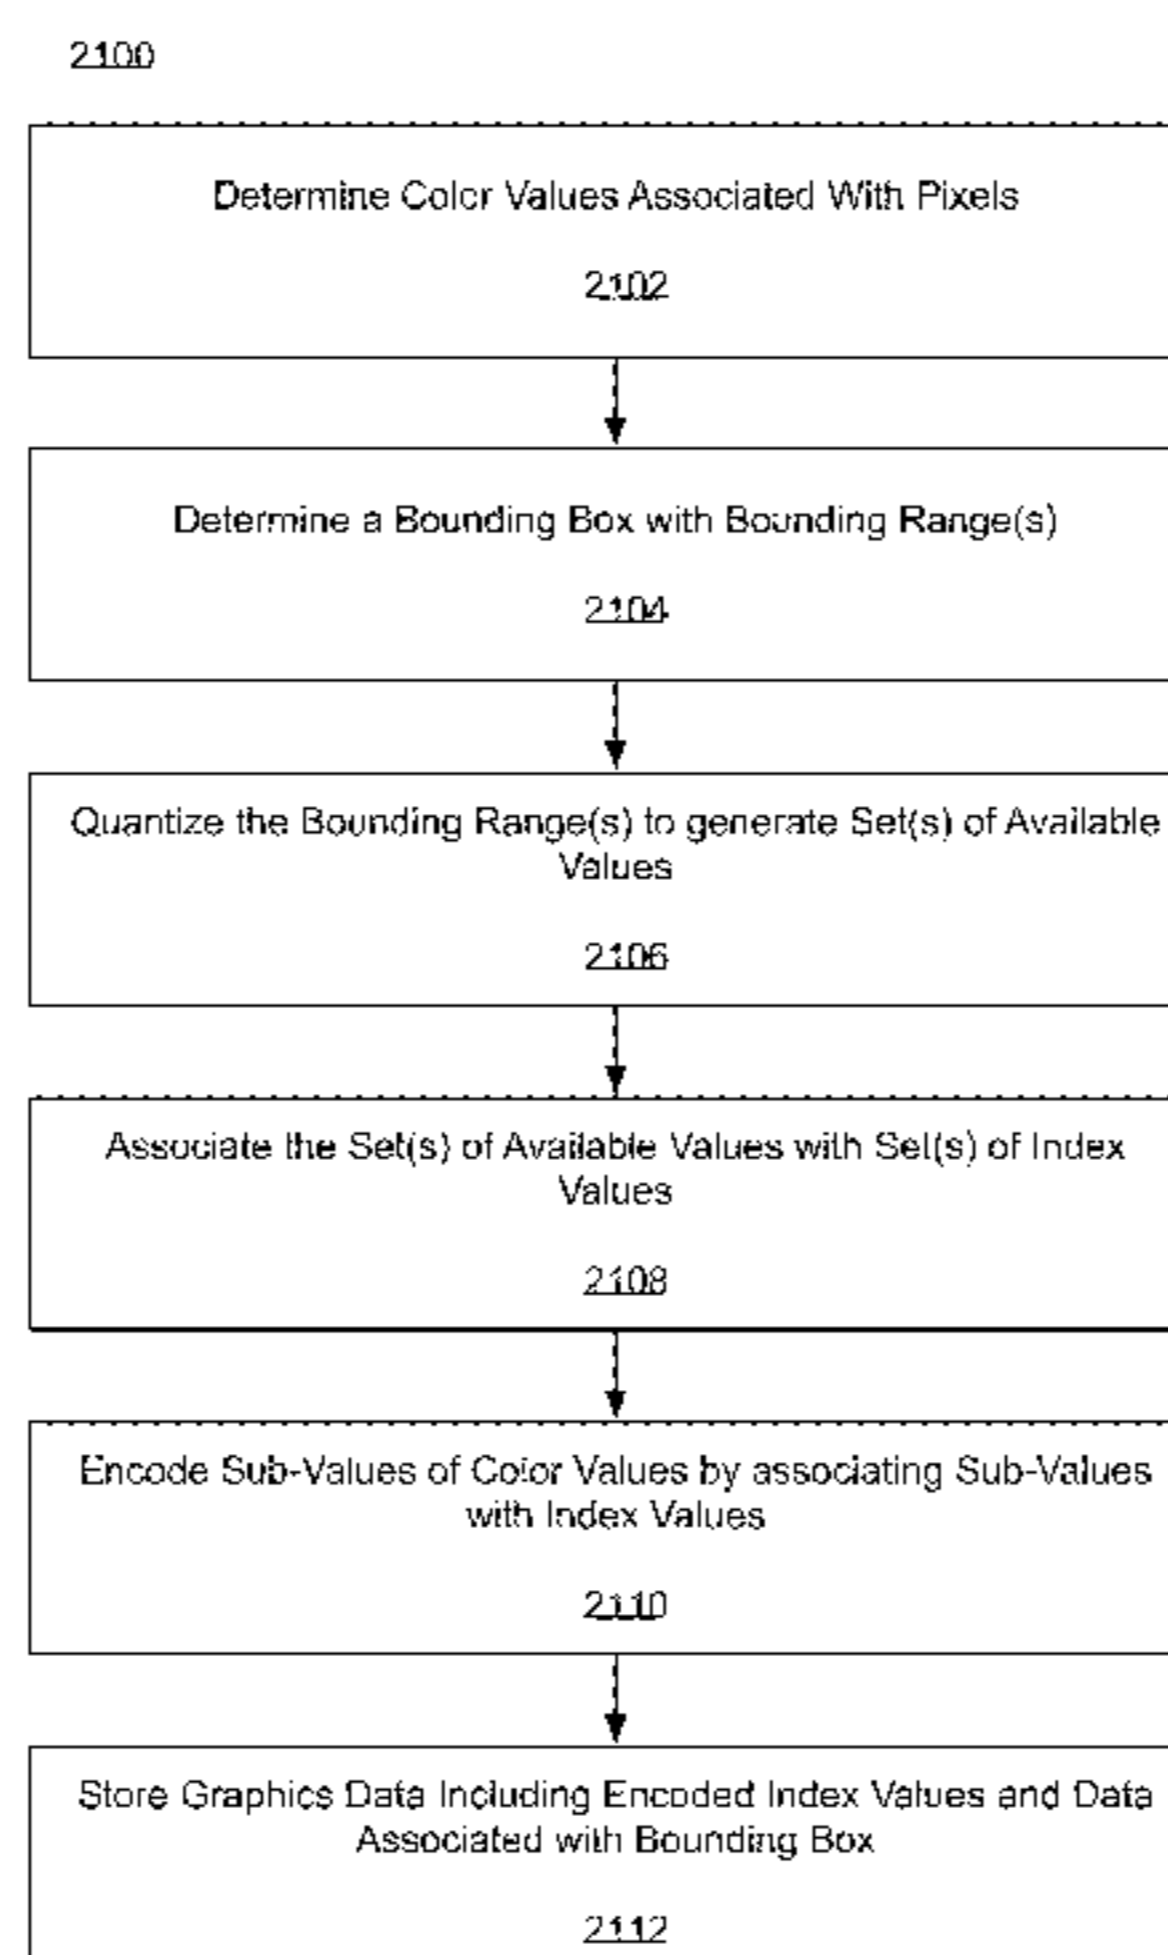 2100
Determine Color Values Associated With Pixels
2102
Determine a Bounding Box with Bounding Range(s)
2104
Quantize the Bounding Range(s) to generate Set(s) of Available
Values
2106
Associate the Set(s) of Available Values with Set(s) of Index
Values
2108
Encode Sub-Values of Color Values by associating Sub-Values
with Index Values
2110
Store Graphics Data Including Encoded Index Values and Data
Associated with Bounding Box
2112